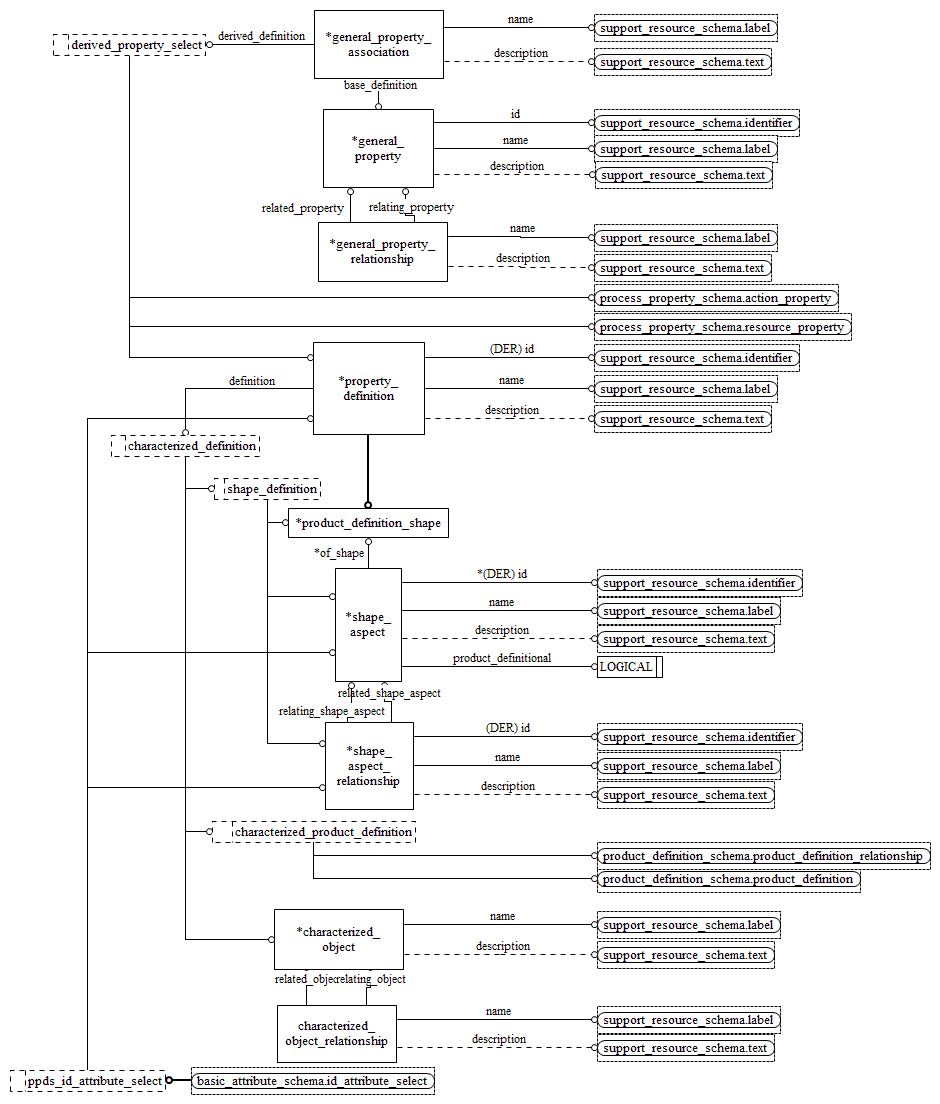 name
support_resource_schema.label
derived_property_select
derived_definition
*general_property_
association
description
support_resource_schema.text
base_definition
id
support_resource_schema.identifier
*general_
property
name
support_resource_schema.label
description
support_resource_schema.text
related_property
relating_property
name
support_resource_schema.label
*general_property_
relationship
description
support_resource_schema.text
process_property_schema.action_property
process_property_schema.resource_property
(DER) id
support_resource_schema.identifier
definition
*property_
definition
name
support_resource_schema.label
description
support_resource_schema.text
characterized_definition
shape_definition
*product_definition_shape
*of_shape
*(DER) id
support_resource_schema.identifier
name
support_resource_schema.label
*shape_
aspect
description
support_resource_schema.text
product_definitional
LOGICAL
related_shape_aspect
relating_shape_aspect
(DER) id
support_resource_schema.identifier
*shape_
aspect_
relationship
name
support_resource_schema.label
description
support_resource_schema.text
characterized_product_definition
product_definition_schema.product_definition_relationship
product_definition_schema.product_definition
name
support_resource_schema.label
*characterized_
object
description
support_resource_schema.text
related_objec
relating_object
name
support_resource_schema.label
characterized_
object_relationship
description
support_resource_schema.text
ppds_id_attribute_select
basic_attribute_schema.id_attribute_select